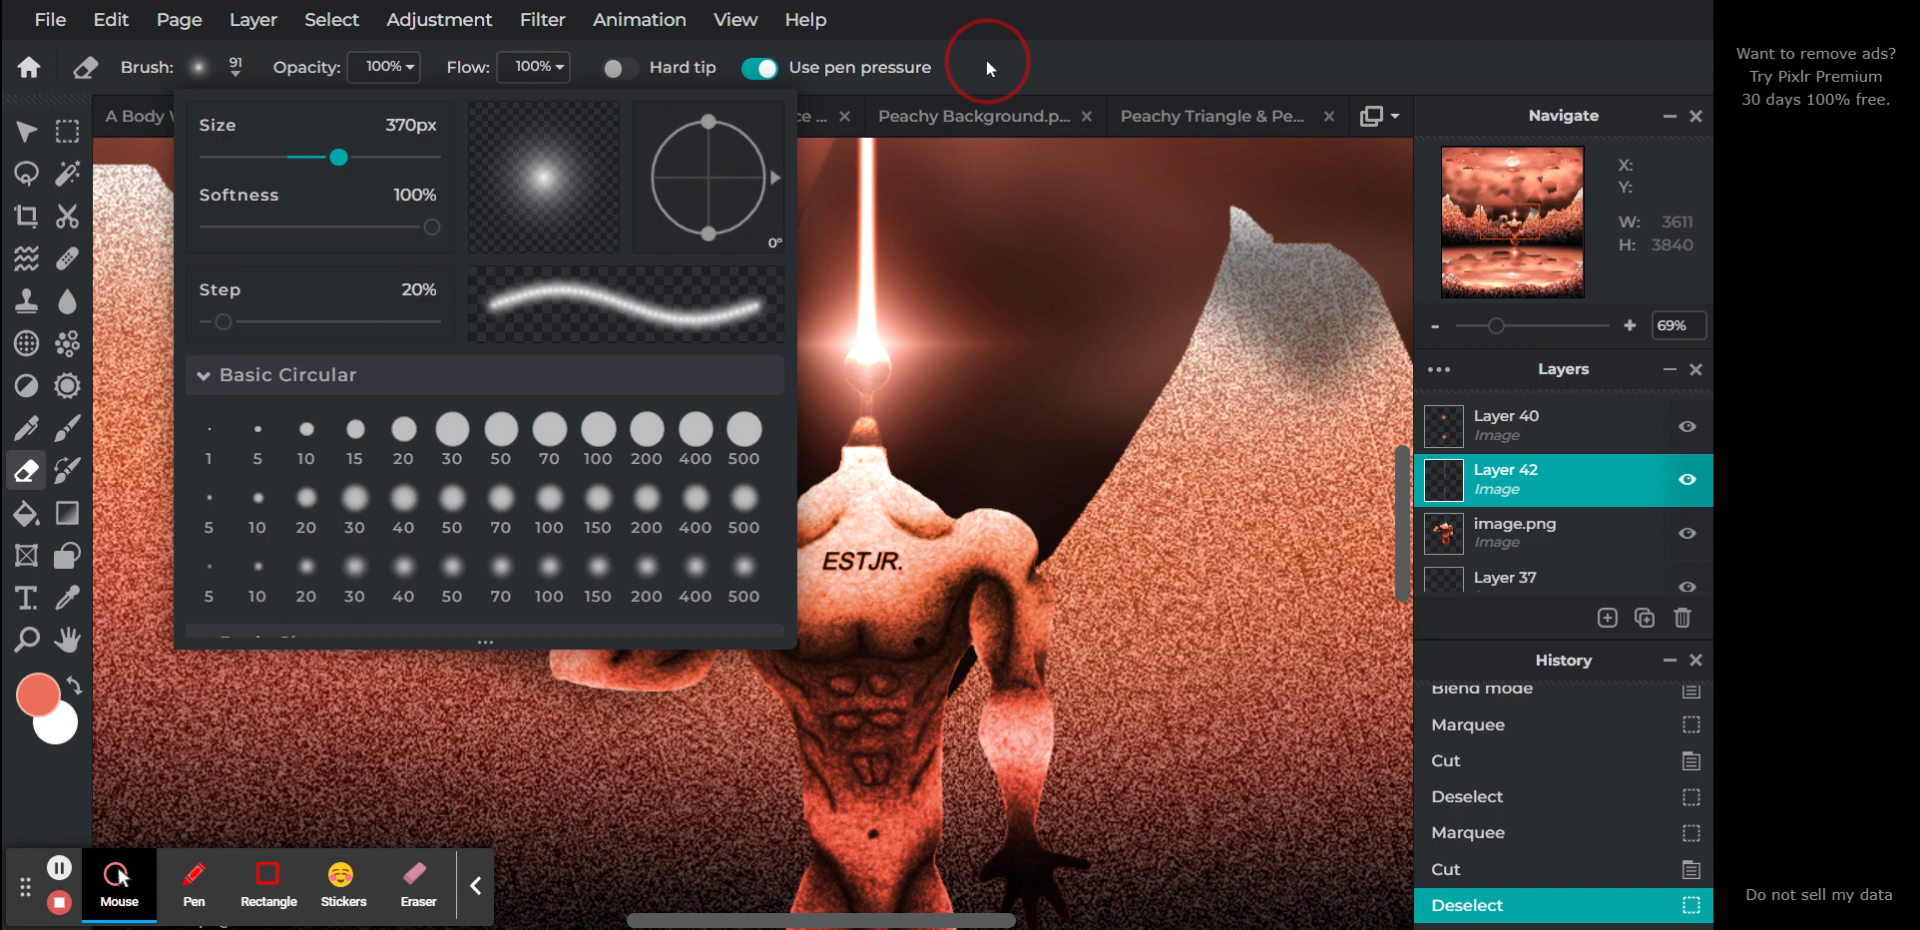 File Edit Page Layer Select Adjustment Filter Animation View Help
Brush: 91 Opacity: 100% Flow: 100% Hard tip Use pen pressure
A Body
ce ... Peachy Background.p... Peachy Triangle & Pe...
Size 370px
Softness 100%
0°
Step 20%
Basic Circular
1 5 10 15 20 30 50 70 100 200 400 500
5 10 20 30 40 50 70 100 150 200 400 500
5 10 20 30 40 50 70 100 150 200 400 500
ESTJR.
Navigate
X:
Y:
W: 3611
H: 3840
69%
Layers
Layer 40
Image
Layer 42
Image
image.png
Image
Layer 37
History
Blend mode
Marquee
Cut
Deselect
Marquee
Cut
Deselect
Mouse Pen Rectangle Stickers Eraser
Want to remove ads?
Try Pixlr Premium
30 days 100% free.
Do not sell my data